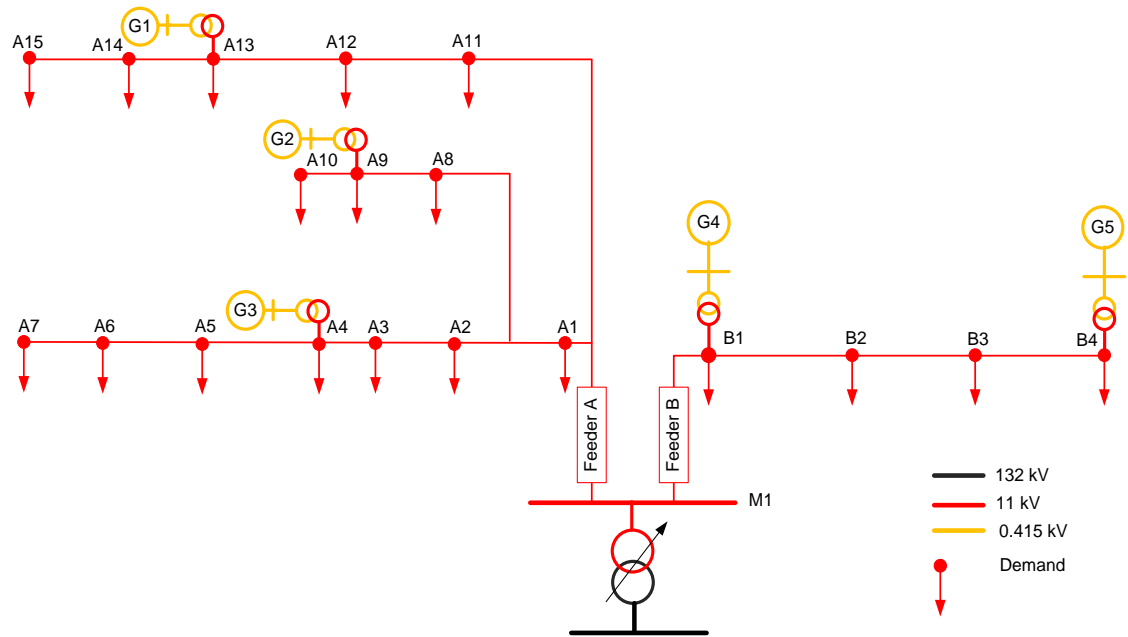 G1
A15
A14
A13
A12
A11
G2
A10
A9
A8
G4
G5
G3
A7
A6
A5
A4
A3
A2
A1
B1
B2
B3
B4
Feeder A
Feeder B
M1
132 kV
11 kV
0.415 kV
Demand